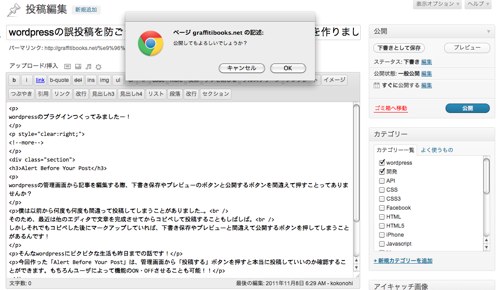 表示オプション ヘルプ
投稿編集 新規追加
wordpressの誤投稿を防ご
を作りまし
パーマリンク: http://graffitibooks.net/%e9%95%
ページ graffitibooks.net の記述:
公開してもよろしいでしょうか?
キャンセル OK
アップロード/挿入
b i link b-quote del ins img ul
イメージ
つぶやき 引用 リンク 改行 見出しh3 見出しh4 リスト 段落 改行 セクション
<p>
wordpressのプラグインつくってみましたー!
</p>
<p style="clear:right;">
<!--more-->
</p>
<div class="section">
<h3>Alert Before Your Post</h3>
<p>
wordpressの管理画面から記事を編集する際、下書き保存やプレビューのボタンと公開するボタンを間違えて押すことってありませんか?
</p>
<p>僕は以前から何度も何度も間違って投稿してしまうことがありました…。<br />
そのため、最近は他のエディタで文章を完成させてからコピペして投稿することもしばしば。<br />
しかしそれでもコピペした後にマークアップしていれば、下書き保存やプレビューと間違えて公開するボタンを押してしまうことがあるんです!
</p>
<p>そんなwordpressにビクビクな生活も昨日までの話です!</p>
<p>今回作った「Alert Before Your Post」は、管理画面から「投稿する」ボタンを押すと本当に投稿していいのか確認することができます。もちろんユーザによって機能のON・OFFさせることも可能!!</p>
文字数: 0 最後の編集: 2011年11月8日 6:29 AM - kokonohi
公開
下書きとして保存 プレビュー
ステータス: 下書き 編集
公開状態: 一般公開 編集
すぐに公開する 編集
ゴミ箱へ移動 公開
カテゴリー
カテゴリー一覧 よく使うもの
wordpress
開発
API
CSS
CSS3
Facebook
HTML
HTML5
iPhone
Javascript
+ 新規カテゴリーを追加
アイキャッチ画像